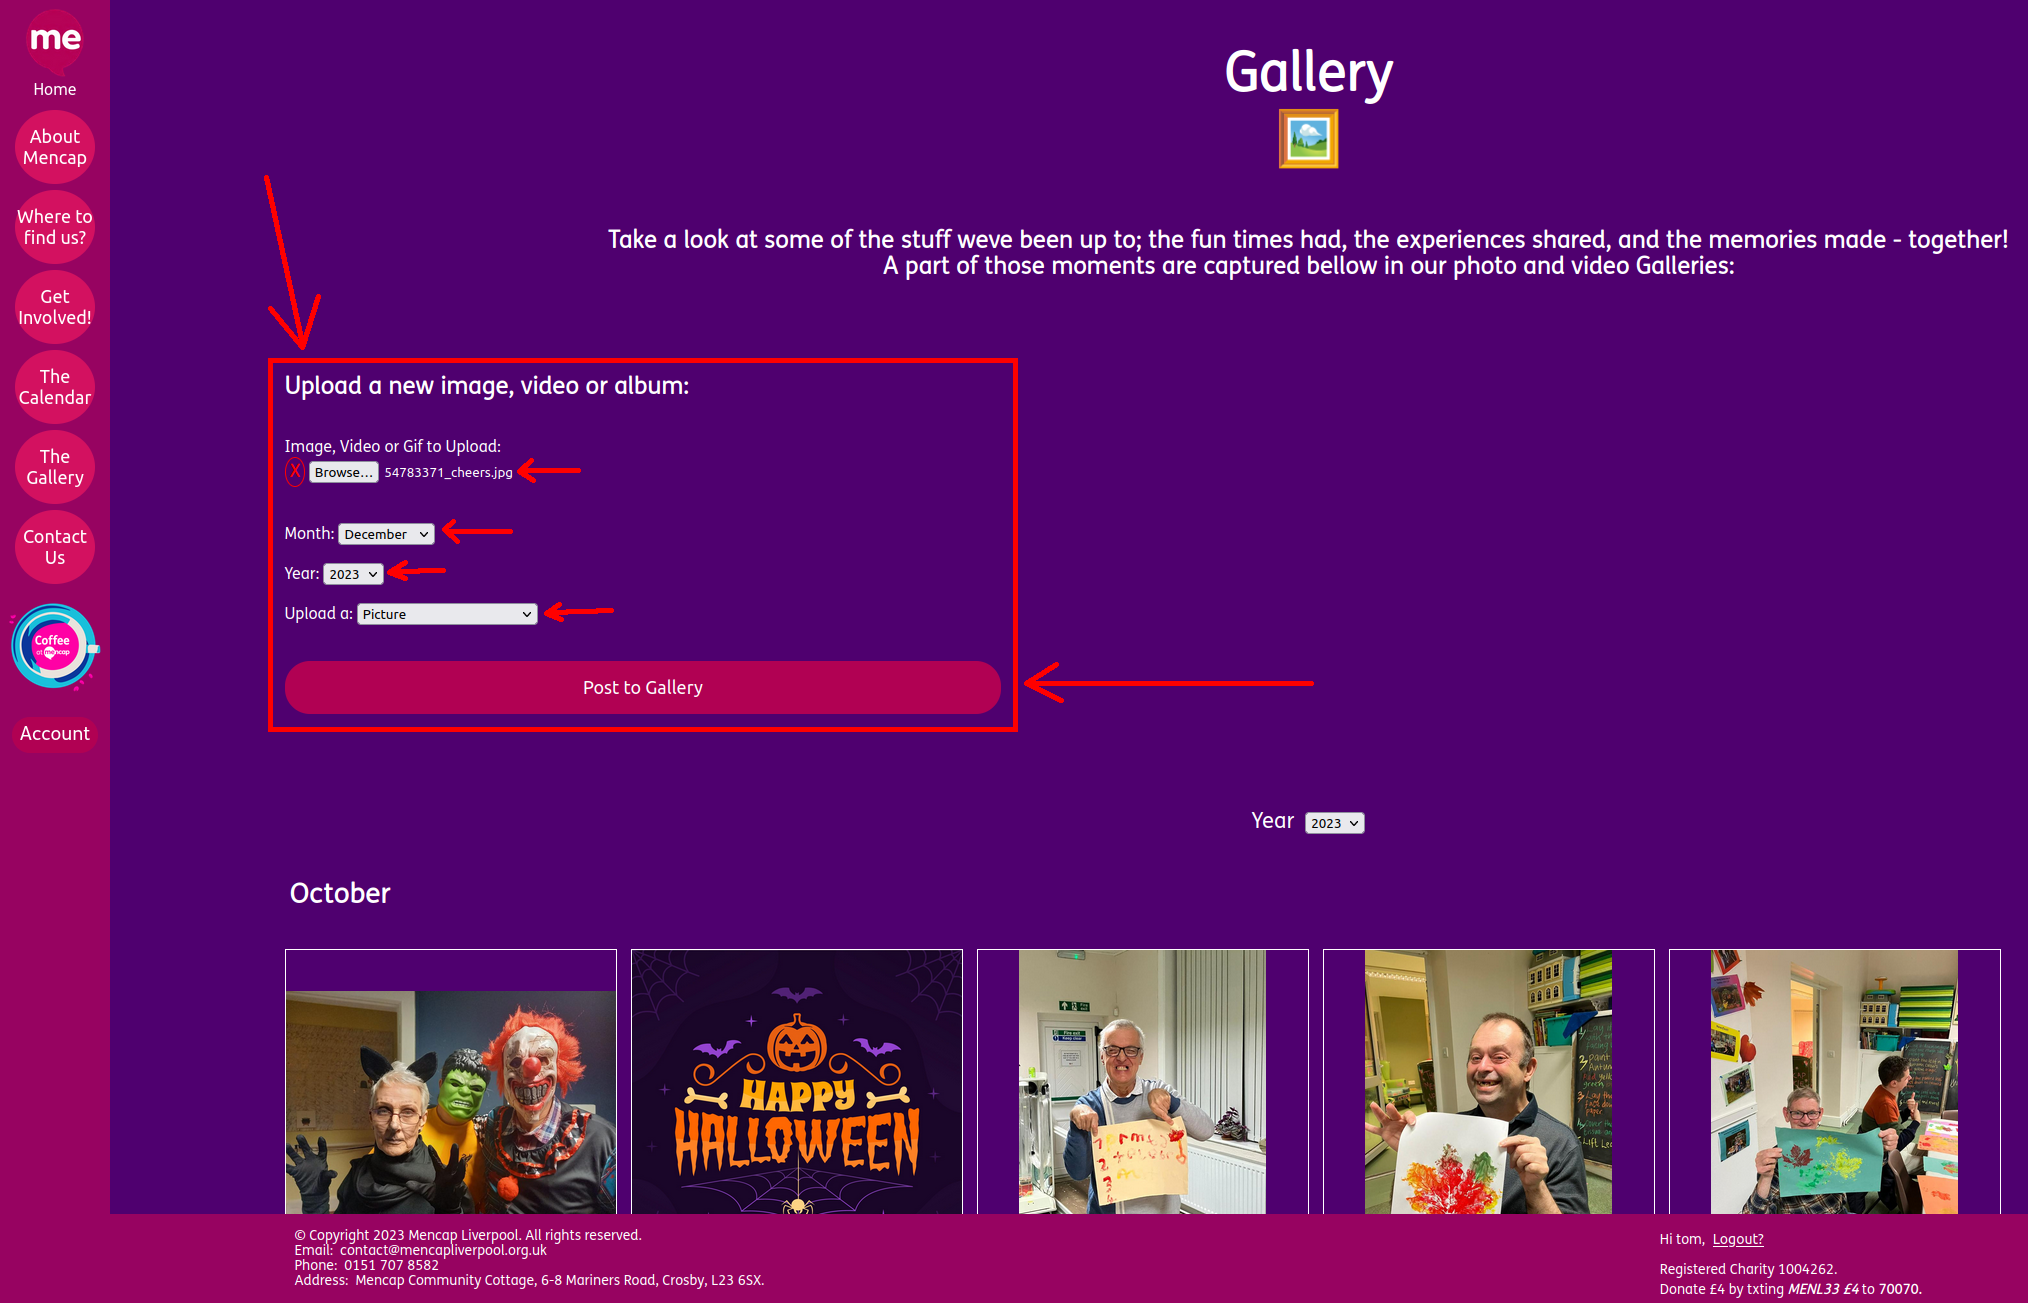 me
Home
About
Mencap
Where to
find us?
Get
Involved!
The
Calendar
The
Gallery
Contact
Us
Coffee
at mencap
Account
Gallery
Take a look at some of the stuff weve been up to; the fun times had, the experiences shared, and the memories made - together!
A part of those moments are captured bellow in our photo and video Galleries:
Upload a new image, video or album:
Image, Video or Gif to Upload:
X Browse... 54783371_cheers.jpg
Month: December
Year: 2023
Upload a: Picture
Post to Gallery
Year 2023
October
HAPPY
HALLOWEEN
Fire exit
Keep clear
© Copyright 2023 Mencap Liverpool. All rights reserved.
Email: contact@mencapliverpool.org.uk
Phone: 0151 707 8582
Address: Mencap Community Cottage, 6-8 Mariners Road, Crosby, L23 6SX.
Hi tom, Logout?
Registered Charity 1004262.
Donate £4 by txting MENL33 £4 to 70070.